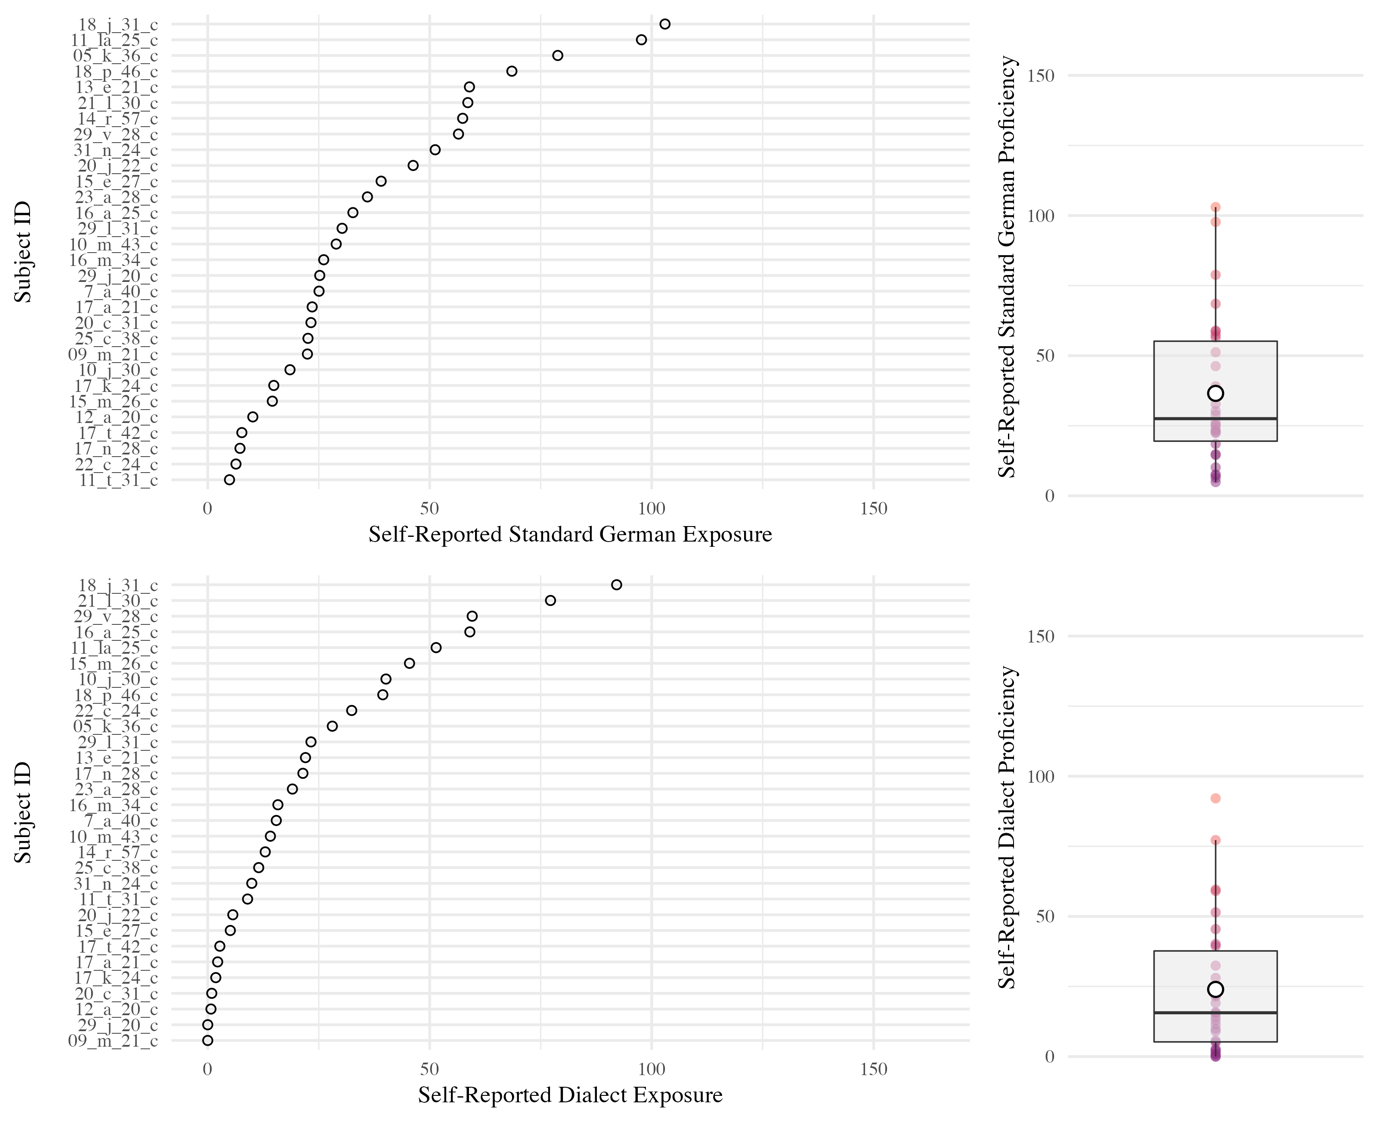 18_j_31_c
11_la_25_c
05_k_36_c
18_p_46_c
13_e_21_c
21_l_30_c
14_r_57_c
29_v_28_c
31_n_24_c
20_j_22_c
15_e_27_c
23_a_28_c
16_a_25_c
29_l_31_c
10_m_43_c
16_m_34_c
29_j_20_c
7_a_40_c
17_a_21_c
20_c_31_c
25_c_38_c
09_m_21_c
10_j_30_c
17_k_24_c
15_m_26_c
12_a_20_c
17_t_42_c
17_n_28_c
22_c_24_c
11_t_31_c
Subject ID
0 50 100 150
Self-Reported Standard German Exposure
Self-Reported Standard German Proficiency
150
100
50
0
18_j_31_c
21_l_30_c
29_v_28_c
16_a_25_c
11_la_25_c
15_m_26_c
10_j_30_c
18_p_46_c
22_c_24_c
05_k_36_c
29_l_31_c
13_e_21_c
17_n_28_c
23_a_28_c
16_m_34_c
7_a_40_c
10_m_43_c
14_r_57_c
25_c_38_c
31_n_24_c
11_t_31_c
20_j_22_c
15_e_27_c
17_t_42_c
17_a_21_c
17_k_24_c
20_c_31_c
12_a_20_c
29_j_20_c
09_m_21_c
Subject ID
0 50 100 150
Self-Reported Dialect Exposure
Self-Reported Dialect Proficiency
150
100
50
0